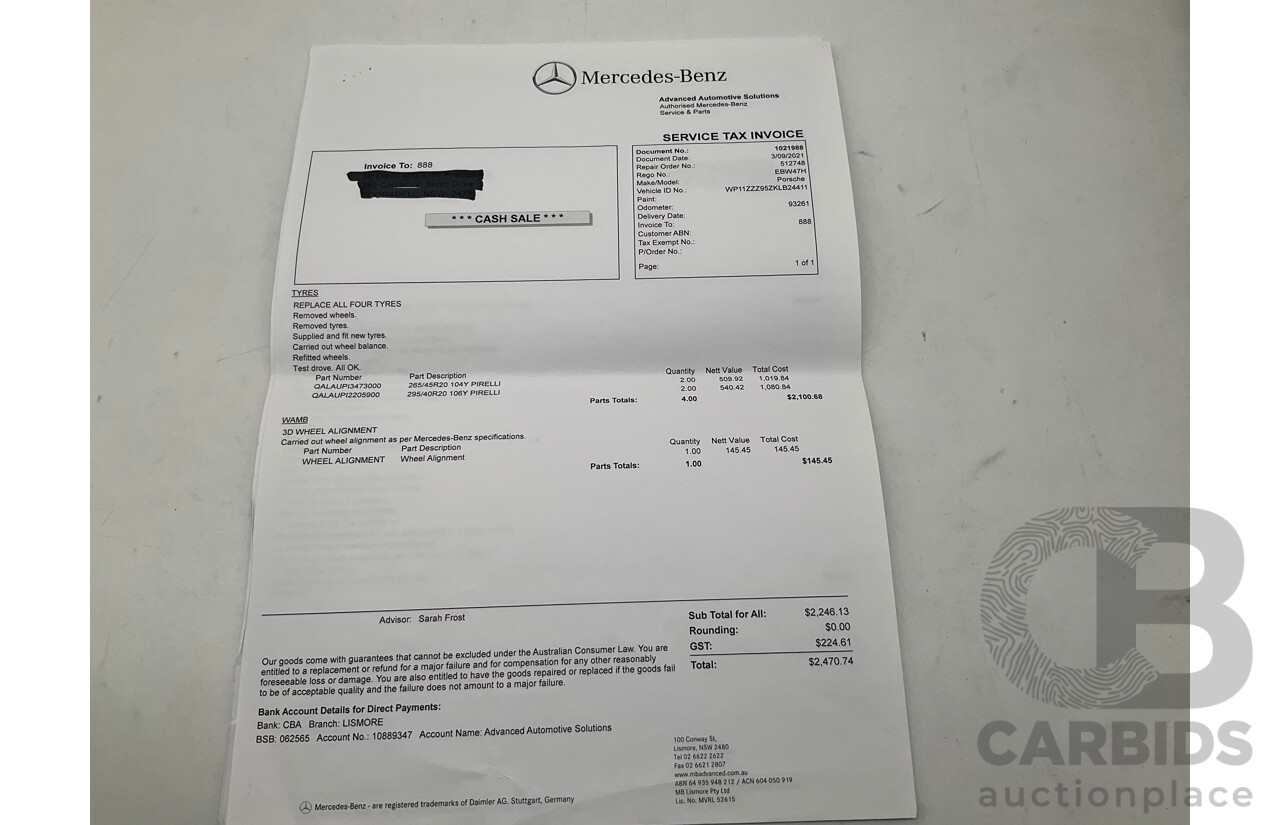 Mercedes-Benz
Advanced Automotive Solutions
Authorised Mercedes-Benz
Service & Parts
SERVICE TAX INVOICE
Invoice To: 888
*** CASH SALE ***
Document No.: 1021988
Document Date: 3/09/2021
Repair Order No.: 512748
Rego No.: EBW47H
Make/Model: Porsche
Vehicle ID No.: WP11ZZZ95ZKLB24411
Paint:
Odometer: 93261
Delivery Date:
Invoice To: 888
Customer ABN:
Tax Exempt No.:
P/Order No.:
Page: 1 of 1
TYRES
REPLACE ALL FOUR TYRES
Removed wheels.
Removed tyres.
Supplied and fit new tyres.
Carried out wheel balance.
Refitted wheels.
Test drove. All OK.
Part Number Part Description Quantity Nett Value Total Cost
QALAUPI3473000 265/45R20 104Y PIRELLI 2.00 509.92 1,019.84
QALAUPI2205900 295/40R20 106Y PIRELLI 2.00 540.42 1,080.84
Parts Totals: 4.00 $2,100.68
WAMB
3D WHEEL ALIGNMENT
Carried out wheel alignment as per Mercedes-Benz specifications.
Part Number Part Description Quantity Nett Value Total Cost
WHEEL ALIGNMENT Wheel Alignment 1.00 145.45 145.45
Parts Totals: 1.00 $145.45
Advisor: Sarah Frost
Sub Total for All: $2,246.13
Rounding: $0.00
GST: $224.61
Total: $2,470.74
Our goods come with guarantees that cannot be excluded under the Australian Consumer Law. You are
entitled to a replacement or refund for a major failure and for compensation for any other reasonably
foreseeable loss or damage. You are also entitled to have the goods repaired or replaced if the goods fail
to be of acceptable quality and the failure does not amount to a major failure.
Bank Account Details for Direct Payments:
Bank: CBA Branch: LISMORE
BSB: 062565 Account No.: 10889347 Account Name: Advanced Automotive Solutions
100 Conway St,
Lismore, NSW 2480
Tel 02 6622 2622
Fax 02 6621 2807
www.mbadvanced.com.au
ABN 64 935 948 212 / ACN 604 050 919
MB Lismore Pty Ltd
Lic. No. MVRL 52615
Mercedes-Benz - are registered trademarks of Daimler AG. Stuttgart, Germany
CB
CARBIDS
auctionplace